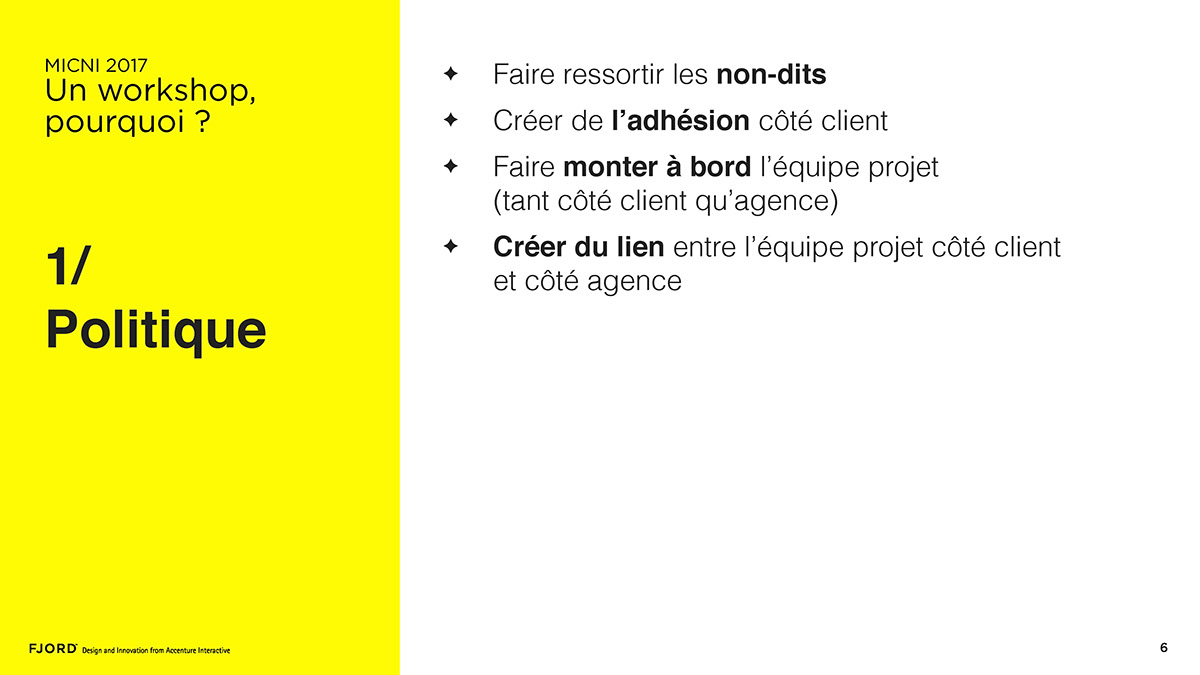 MICNI 2017
Un workshop,
pourquoi ?
1/
Politique
✦ Faire ressortir les non-dits
✦ Créer de l’adhésion côté client
✦ Faire monter à bord l’équipe projet
(tant côté client qu’agence)
✦ Créer du lien entre l’équipe projet côté client
et côté agence
FJORD™ Design and Innovation from Accenture Interactive
6